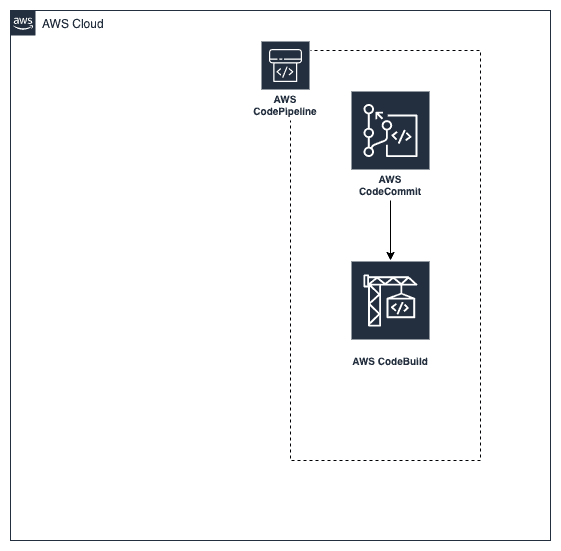 aws
AWS Cloud
</>
AWS
CodePipeline
</>
AWS
CodeCommit
</>
AWS CodeBuild